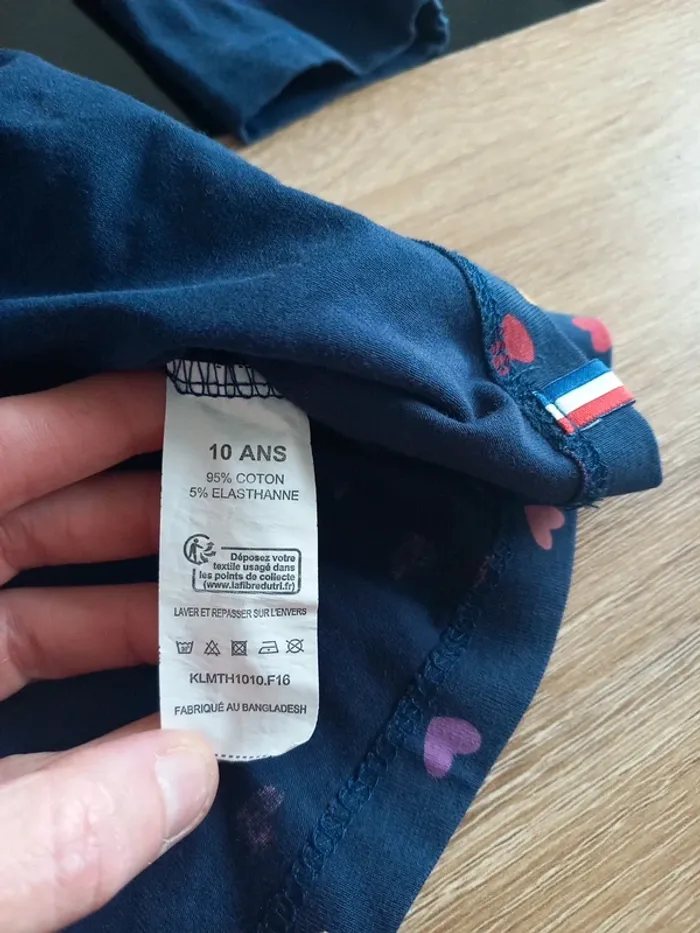 10 ANS
95% COTON
5% ELASTHANNE
Déposez votre
textile usagé dans
les points de collecte
(www.lafibredutri.fr)
LAVER ET REPASSER SUR L'ENVERS
KLMTH1010.F16
FABRIQUÉ AU BANGLADESH